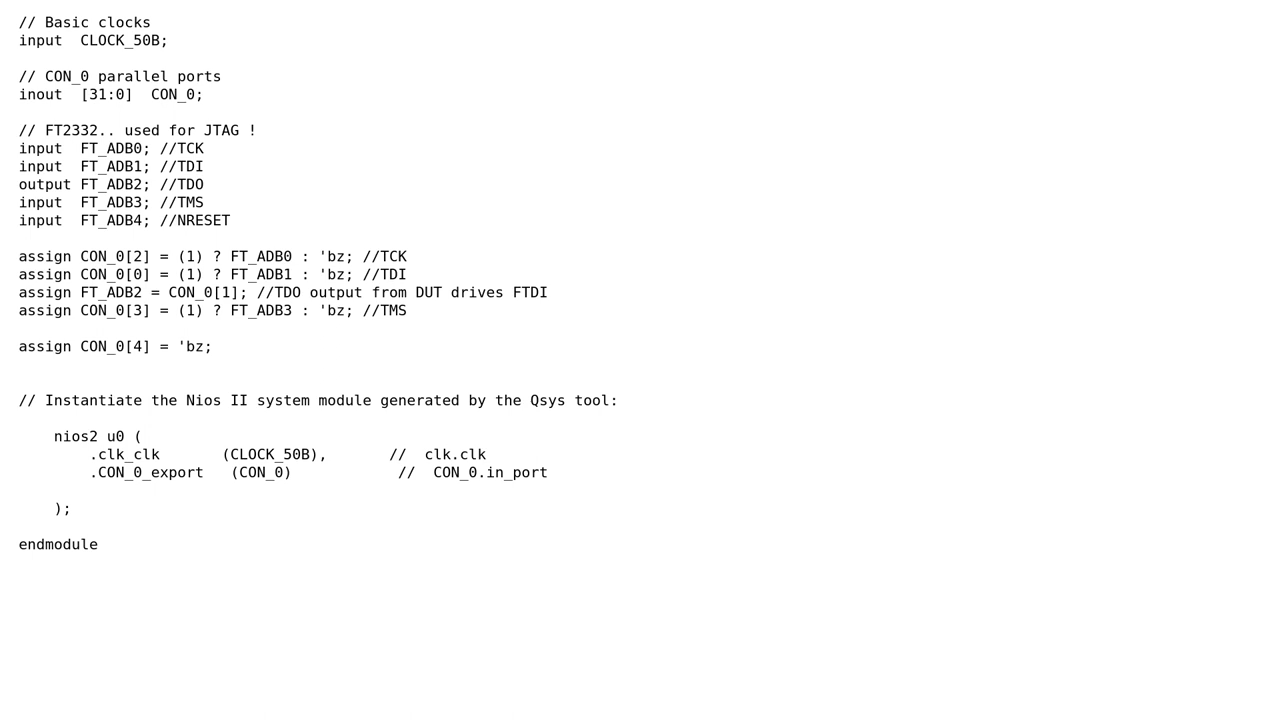 // Basic clocks
input  CLOCK_50B;

// CON_0 parallel ports
inout  [31:0]  CON_0;

// FT2332.. used for JTAG !
input  FT_ADB0; //TCK
input  FT_ADB1; //TDI
output FT_ADB2; //TDO
input  FT_ADB3; //TMS
input  FT_ADB4; //NRESET

assign CON_0[2] = (1) ? FT_ADB0 : 'bz; //TCK
assign CON_0[0] = (1) ? FT_ADB1 : 'bz; //TDI
assign FT_ADB2 = CON_0[1]; //TDO output from DUT drives FTDI
assign CON_0[3] = (1) ? FT_ADB3 : 'bz; //TMS

assign CON_0[4] = 'bz;


// Instantiate the Nios II system module generated by the Qsys tool:

    nios2 u0 (
        .clk_clk       (CLOCK_50B),       //  clk.clk
        .CON_0_export   (CON_0)            //  CON_0.in_port

    );

endmodule